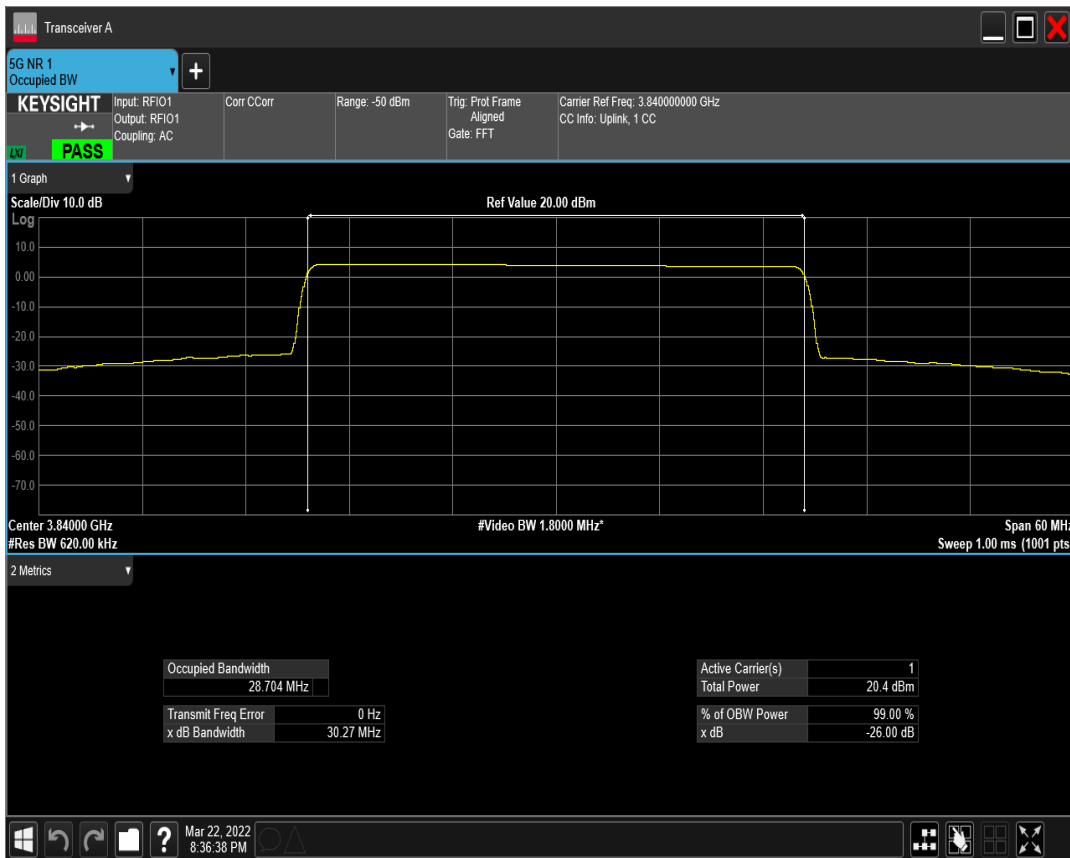 Transceiver A
5G NR 1
Occupied BW
+
KEYSIGHT
LXI
PASS
Input: RFIO1
Output: RFIO1
Coupling: AC
Corr CCorr
Range: -50 dBm
Trig: Prot Frame
Aligned
Gate: FFT
Carrier Ref Freq: 3.840000000 GHz
CC Info: Uplink, 1 CC
1 Graph
Scale/Div 10.0 dB
Ref Value 20.00 dBm
Log
10.0
0.00
-10.0
-20.0
-30.0
-40.0
-50.0
-60.0
-70.0
Center 3.84000 GHz
#Video BW 1.8000 MHz*
Span 60 MHz
#Res BW 620.00 kHz
Sweep 1.00 ms (1001 pts
2 Metrics
Occupied Bandwidth
28.704 MHz
Transmit Freq Error 0 Hz
x dB Bandwidth 30.27 MHz
Active Carrier(s) 1
Total Power 20.4 dBm
% of OBW Power 99.00 %
x dB -26.00 dB
?
Mar 22, 2022
8:36:38 PM